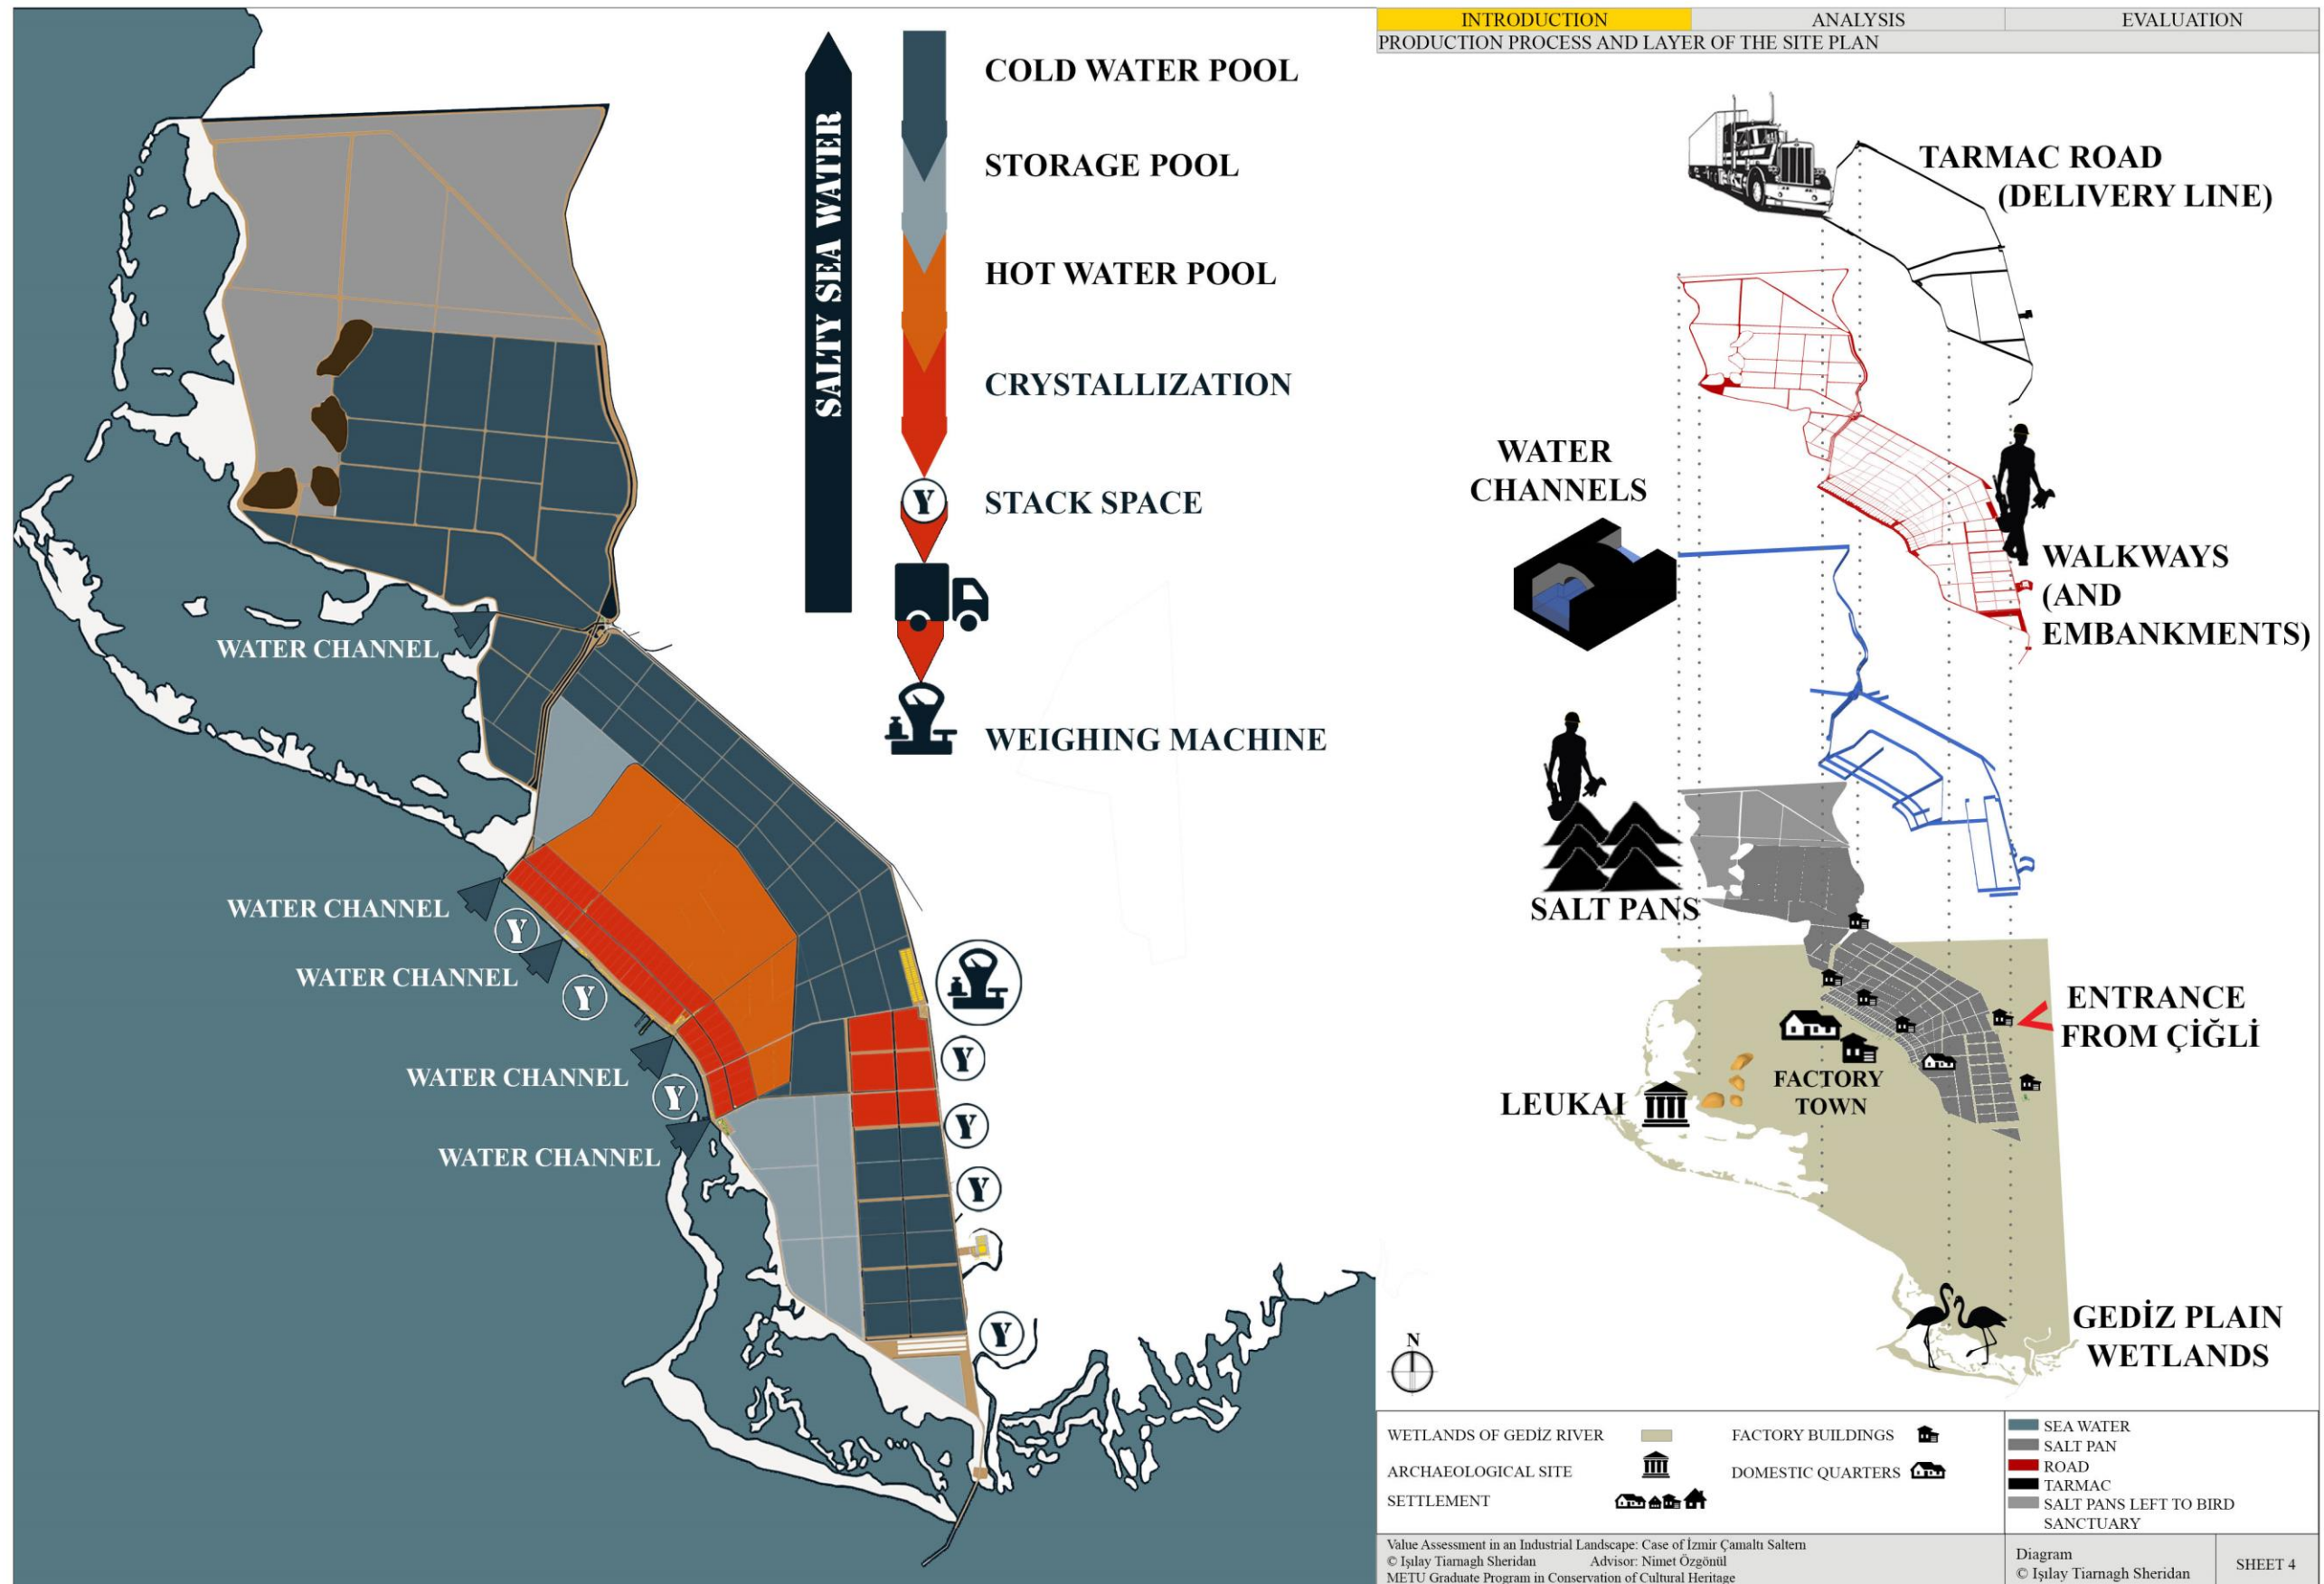 INTRODUCTION
ANALYSIS
EVALUATION
PRODUCTION PROCESS AND LAYER OF THE SITE PLAN
SALTY SEA WATER
COLD WATER POOL
STORAGE POOL
HOT WATER POOL
CRYSTALLIZATION
Y
STACK SPACE
WEIGHING MACHINE
WATER CHANNEL
WATER CHANNEL
Y
WATER CHANNEL
Y
WATER CHANNEL
Y
WATER CHANNEL
Y
Y
Y
Y
TARMAC ROAD
(DELIVERY LINE)
WATER
CHANNELS
WALKWAYS
(AND
EMBANKMENTS)
SALT PANS
ENTRANCE
FROM ÇİĞLİ
FACTORY
TOWN
LEUKAI
GEDİZ PLAIN
WETLANDS
N
WETLANDS OF GEDİZ RIVER
ARCHAEOLOGICAL SITE
SETTLEMENT
FACTORY BUILDINGS
DOMESTIC QUARTERS
SEA WATER
SALT PAN
ROAD
TARMAC
SALT PANS LEFT TO BIRD
SANCTUARY
Value Assessment in an Industrial Landscape: Case of İzmir Çamaltı Saltern
© Işılay Tiarnagh Sheridan Advisor: Nimet Özgönül
METU Graduate Program in Conservation of Cultural Heritage
Diagram
© Işılay Tiarnagh Sheridan
SHEET 4